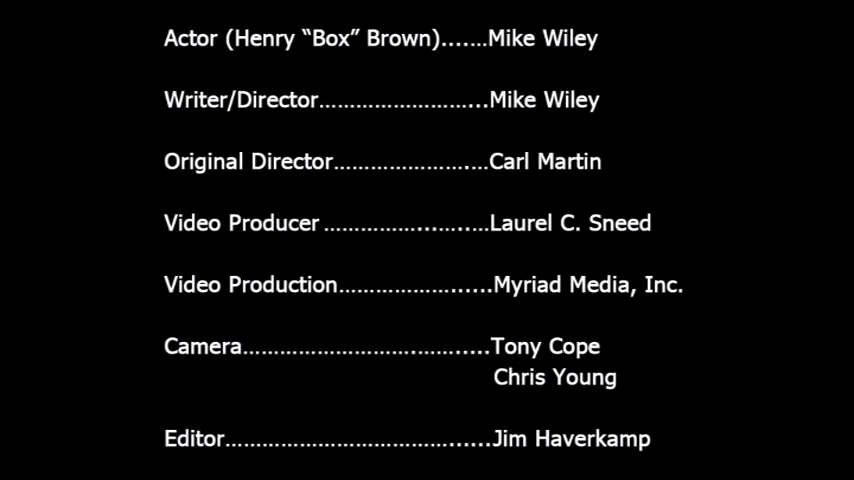 Actor (Henry “Box” Brown).......Mike Wiley
Writer/Director…………………………Mike Wiley
Original Director………………………Carl Martin
Video Producer……………...…..…Laurel C. Sneed
Video Production………………......Myriad Media, Inc.
Camera……………………….…….....Tony Cope
Chris Young
Editor………………………………......Jim Haverkamp